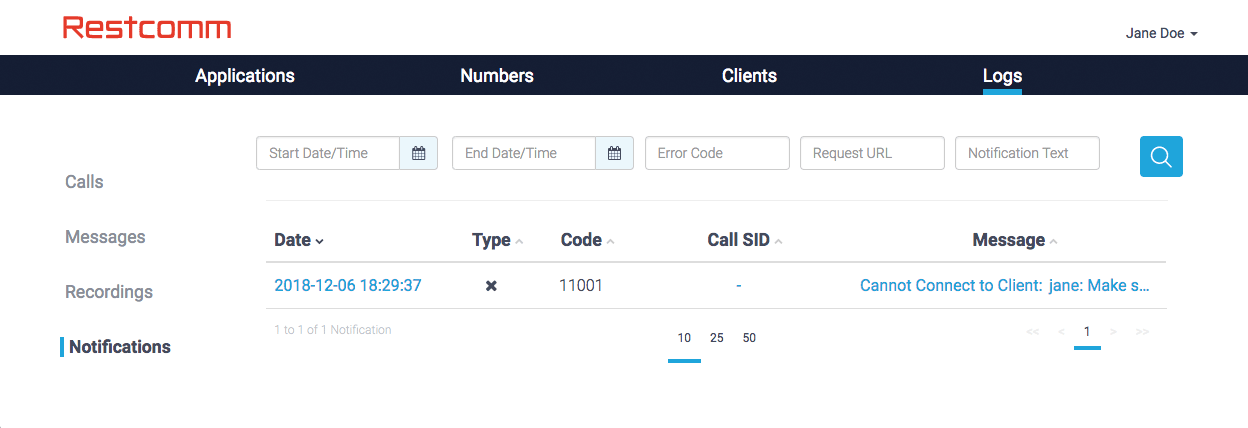 Restcomm
Jane Doe
Applications Numbers Clients Logs
Start Date/Time End Date/Time Error Code Request URL Notification Text
Calls
Messages
Recordings
Notifications
Date Type Code Call SID Message
2018-12-06 18:29:37 11001 - Cannot Connect to Client: jane: Make s...
1 to 1 of 1 Notification 10 25 50 << < 1 > >>